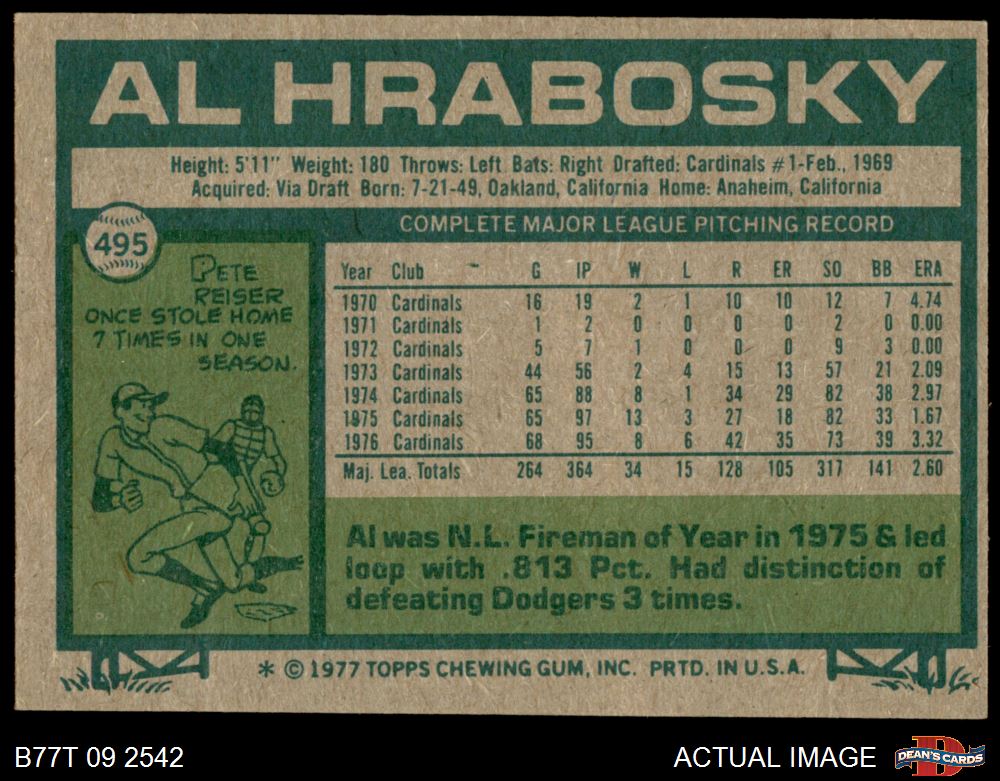 AL HRABOSKY
Height: 5'11" Weight: 180 Throws: Left Bats: Right Drafted: Cardinals #1-Feb., 1969
Acquired: Via Draft Born: 7-21-49, Oakland, California Home: Anaheim, California
495
COMPLETE MAJOR LEAGUE PITCHING RECORD
PETE
REISER
ONCE STOLE HOME
7 TIMES IN ONE
SEASON.
Year Club G IP W L R ER SO BB ERA
1970 Cardinals 16 19 2 1 10 10 12 7 4.74
1971 Cardinals 1 2 0 0 0 0 2 0 0.00
1972 Cardinals 5 7 1 0 0 0 9 3 0.00
1973 Cardinals 44 56 2 4 15 13 57 21 2.09
1974 Cardinals 65 88 8 1 34 29 82 38 2.97
1975 Cardinals 65 97 13 3 27 18 82 33 1.67
1976 Cardinals 68 95 8 6 42 35 73 39 3.32
Maj. Lea. Totals 264 364 34 15 128 105 317 141 2.60
Al was N.L. Fireman of Year in 1975 & led
loop with .813 Pct. Had distinction of
defeating Dodgers 3 times.
* © 1977 TOPPS CHEWING GUM, INC. PRTD. IN U.S.A.
B77T 09 2542
ACTUAL IMAGE
D
DEAN'S CARDS